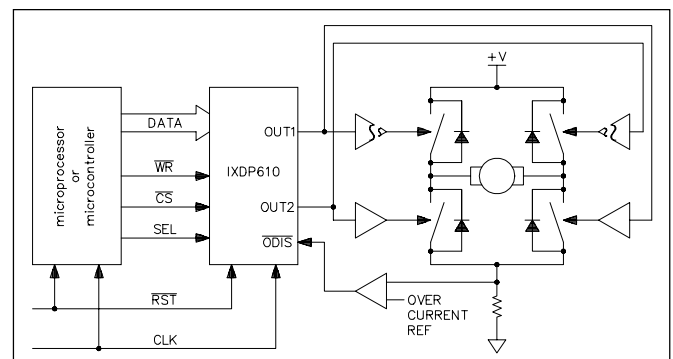 +V
DATA
OUT1
microprocessor
or
microcontroller
WR
IXDP610
CS
OUT2
SEL
ODIS
RST
OVER
CURRENT
REF
CLK